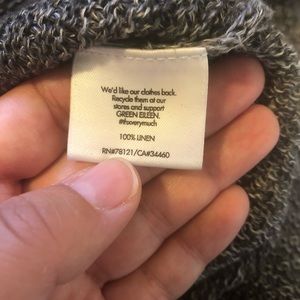 We'd like our clothes back.
Recycle them at our
stores and support
GREEN EILEEN.
#thxverymuch
100% LINEN
RN#78121/CA#34460